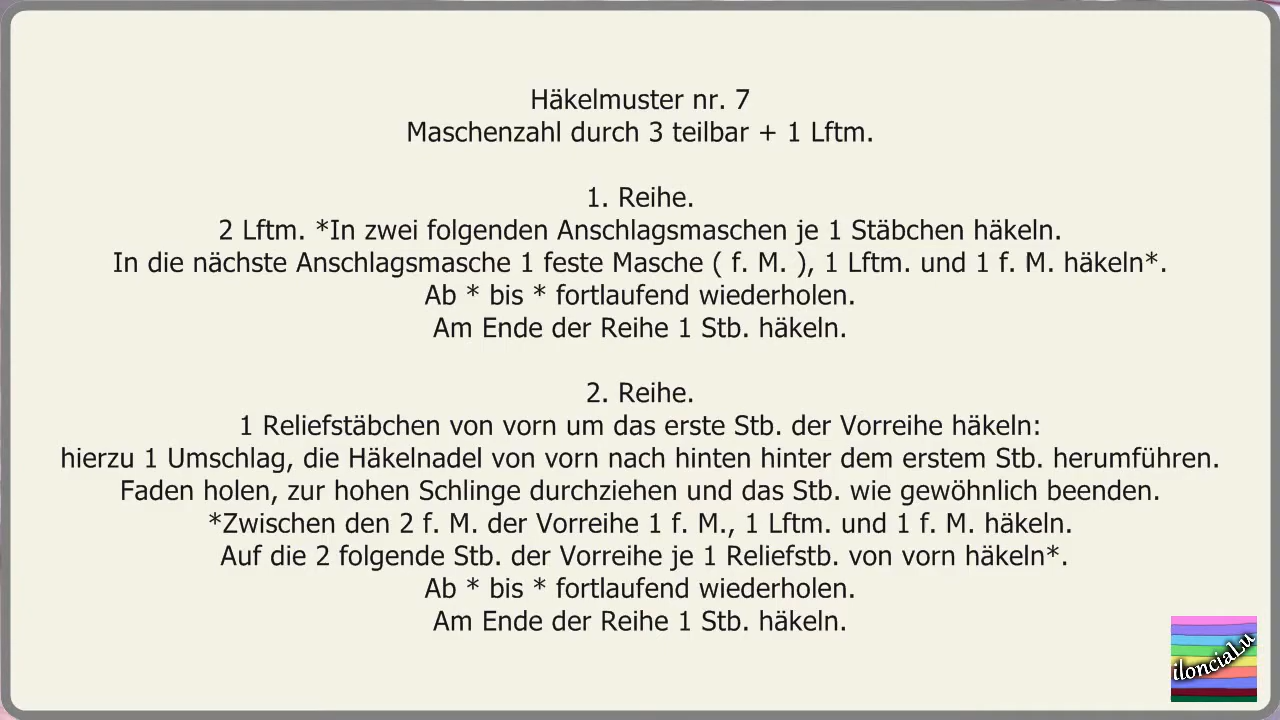 Häkelmuster nr. 7
Maschenzahl durch 3 teilbar + 1 Lftm.
1. Reihe.
2 Lftm. *In zwei folgenden Anschlagsmaschen je 1 Stäbchen häkeln.
In die nächste Anschlagsmasche 1 feste Masche ( f. M. ), 1 Lftm. und 1 f. M. häkeln*.
Ab * bis * fortlaufend wiederholen.
Am Ende der Reihe 1 Stb. häkeln.
2. Reihe.
1 Reliefstäbchen von vorn um das erste Stb. der Vorreihe häkeln:
hierzu 1 Umschlag, die Häkelnadel von vorn nach hinten hinter dem erstem Stb. herumführen.
Faden holen, zur hohen Schlinge durchziehen und das Stb. wie gewöhnlich beenden.
*Zwischen den 2 f. M. der Vorreihe 1 f. M., 1 Lftm. und 1 f. M. häkeln.
Auf die 2 folgende Stb. der Vorreihe je 1 Reliefstb. von vorn häkeln*.
Ab * bis * fortlaufend wiederholen.
Am Ende der Reihe 1 Stb. häkeln.
iloncialu